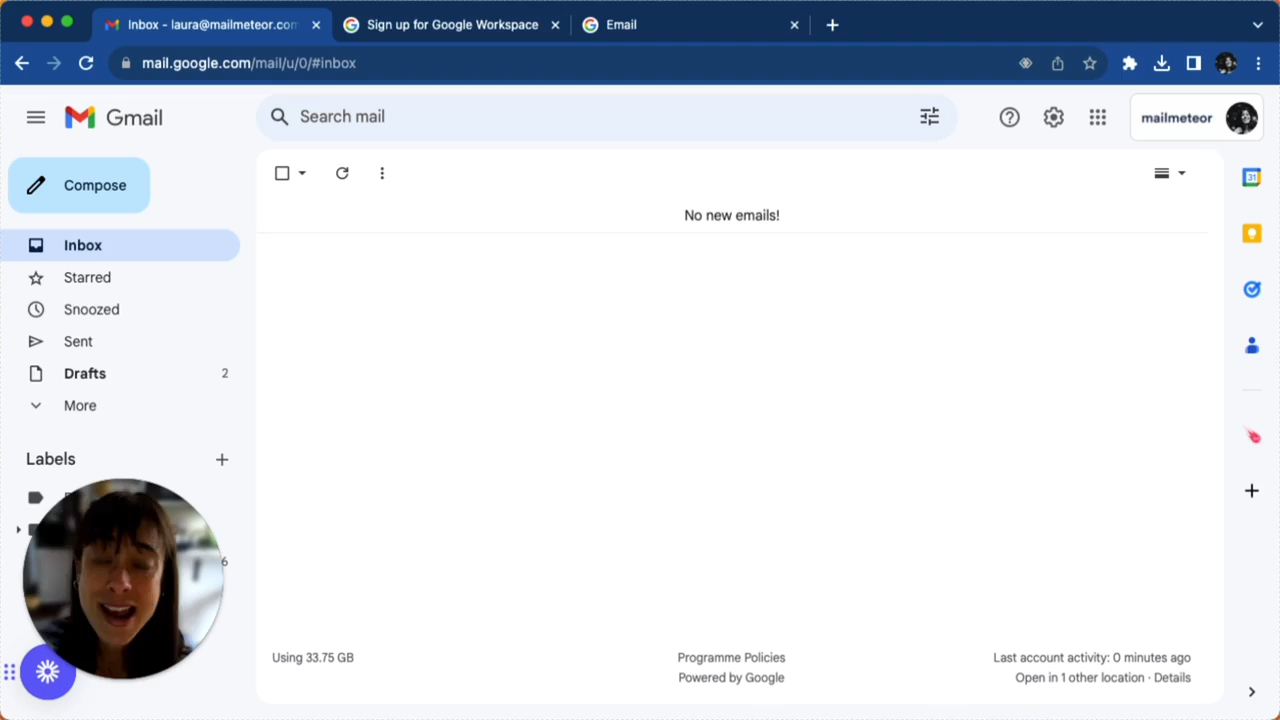 Inbox - laura@mailmeteor.com
Sign up for Google Workspace
Email
mail.google.com/mail/u/0/#inbox
Gmail
Search mail
mailmeteor
Compose
No new emails!
Inbox
Starred
Snoozed
Sent
Drafts 2
More
Labels
6
31
Using 33.75 GB
Programme Policies
Last account activity: 0 minutes ago
Powered by Google
Open in 1 other location · Details